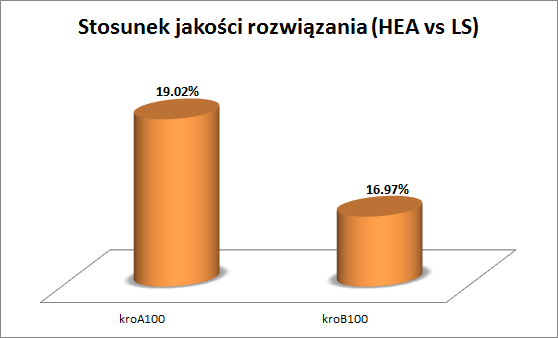 Stosunek jakości rozwiązania (HEA vs LS)
19.02%
16.97%
kroA100
kroB100